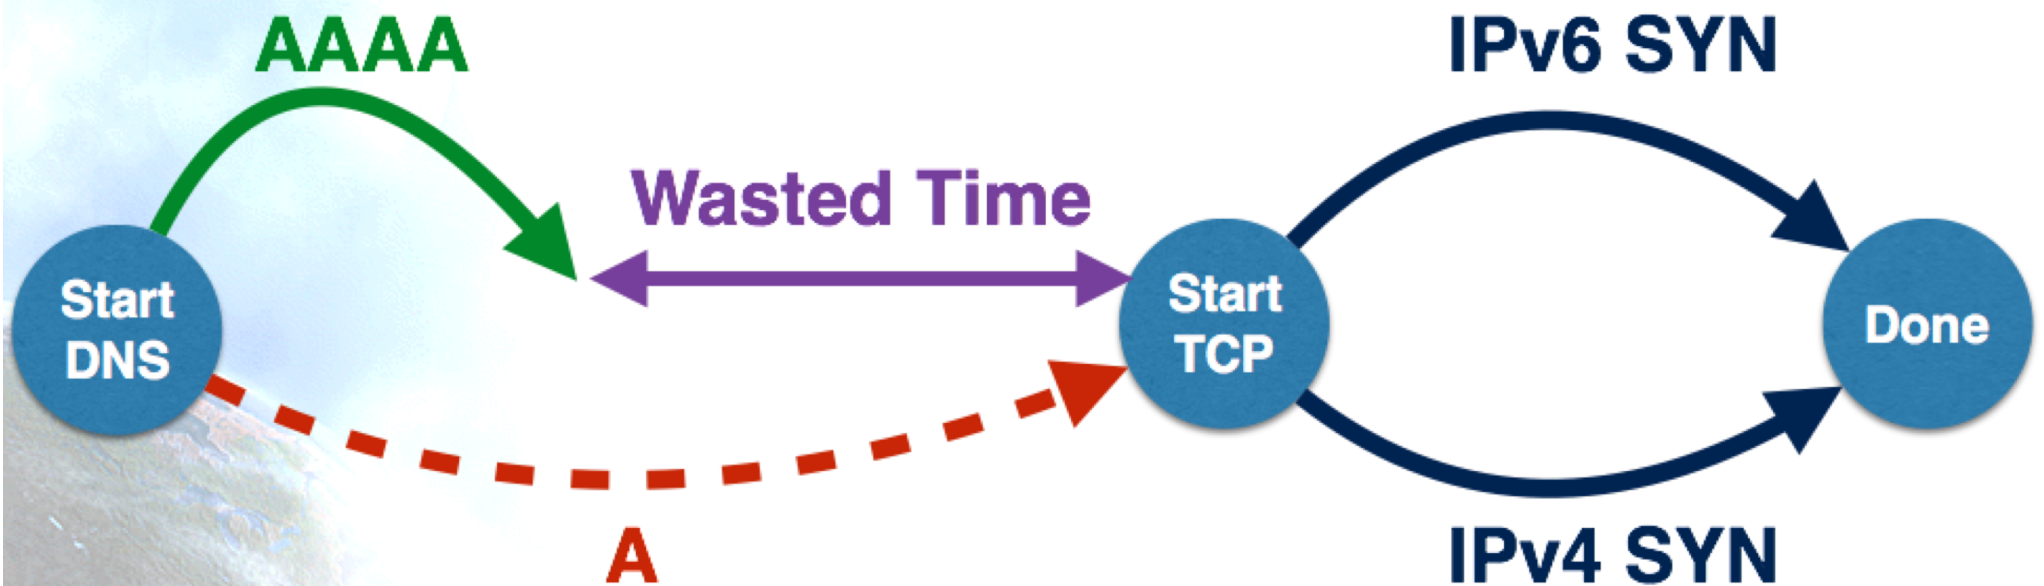 AAAA
IPv6 SYN
Wasted Time
Start
DNS
Start
TCP
Done
A
IPv4 SYN